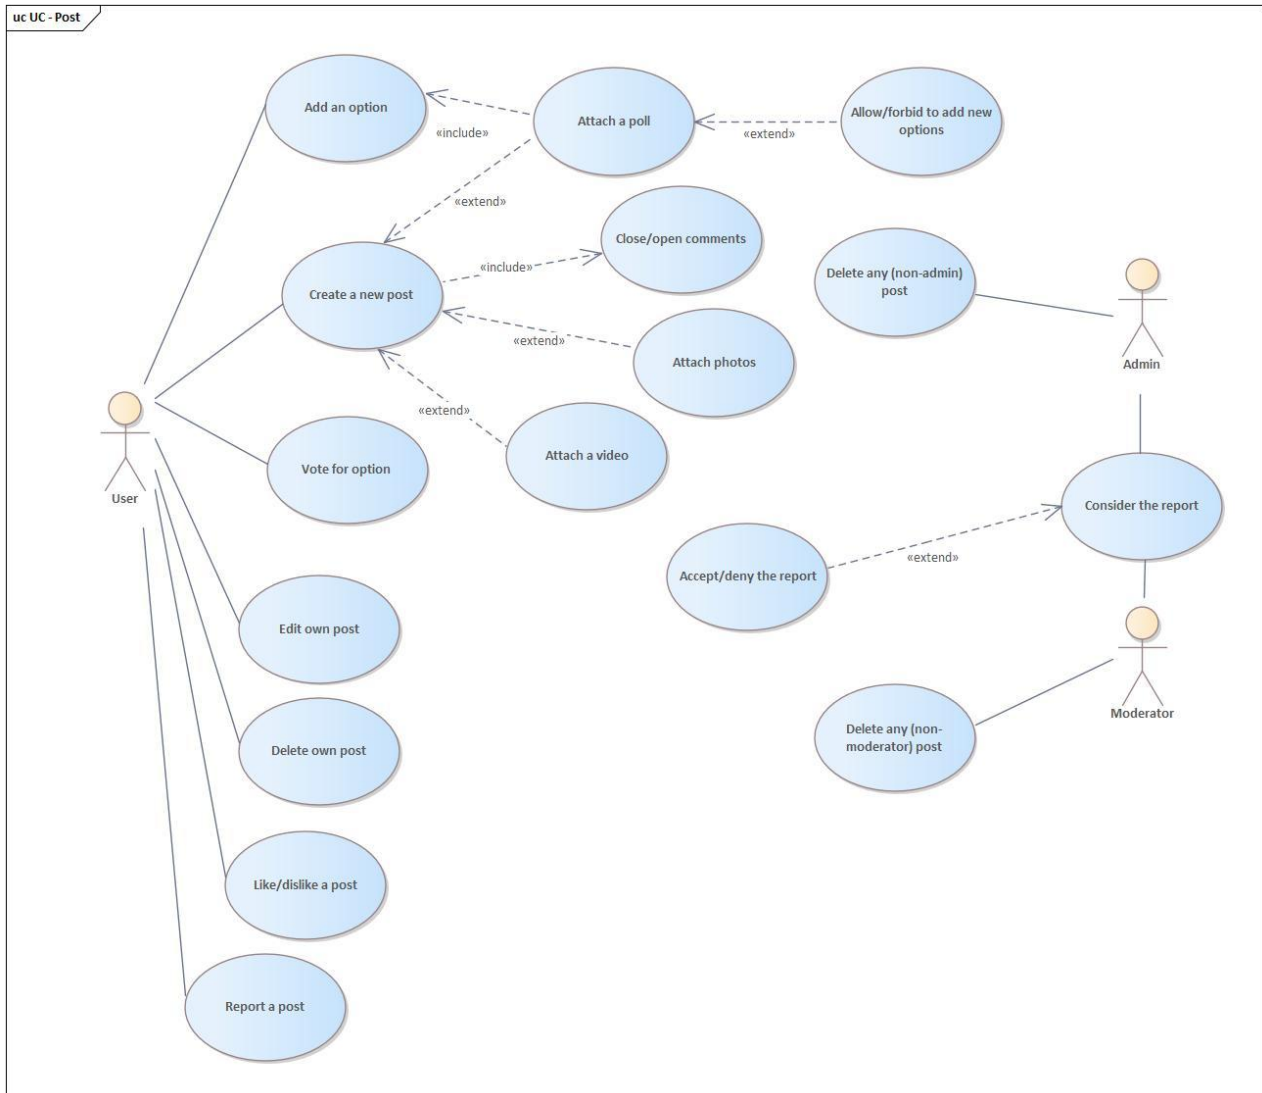 uc UC - Post
Add an option
«include»
Attach a poll
«extend»
Allow/forbid to add new
options
«extend»
Close/open comments
«include»
Create a new post
Delete any (non-admin)
post
Admin
«extend»
Attach photos
«extend»
Attach a video
User
Vote for option
Consider the report
«extend»
Accept/deny the report
Edit own post
Moderator
Delete any (non-
moderator) post
Delete own post
Like/dislike a post
Report a post